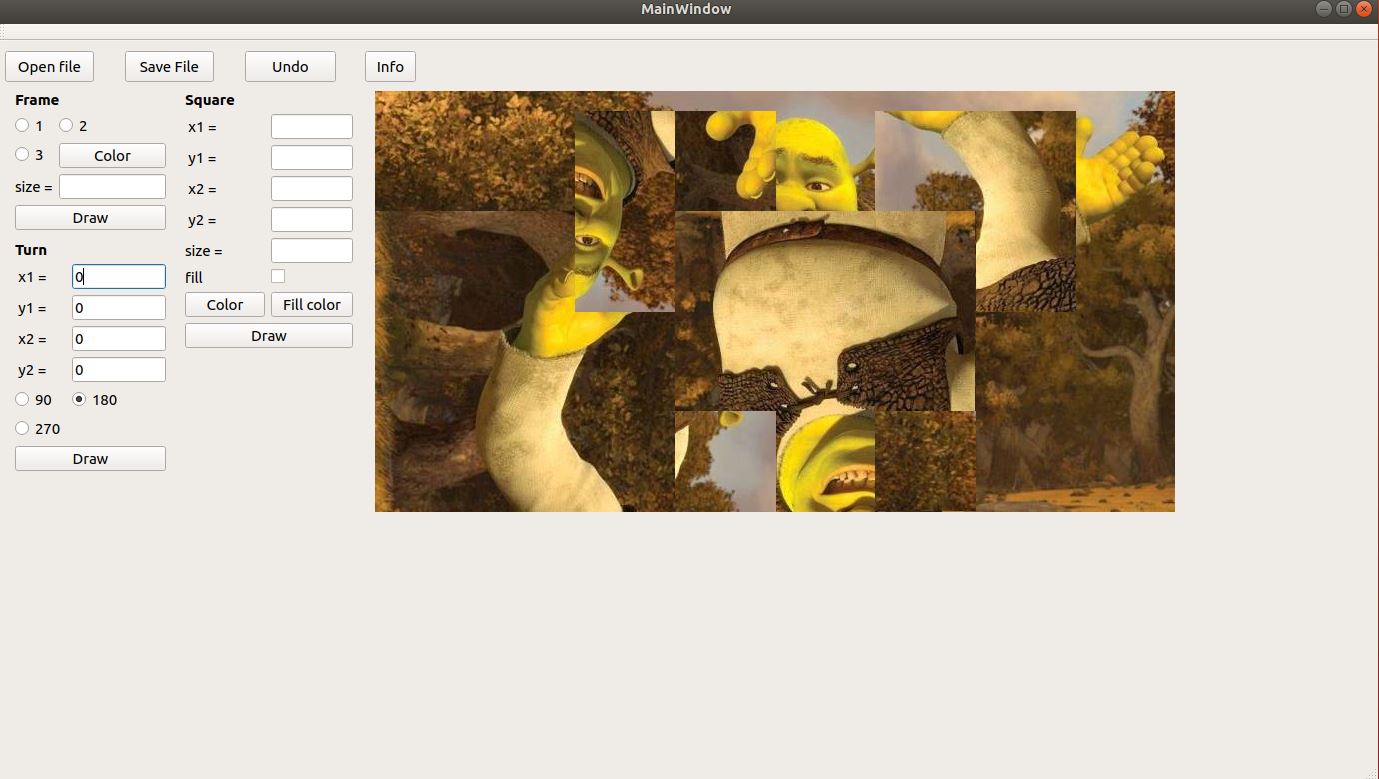 MainWindow
Open file Save File Undo Info
Frame
1 2
3 Color
size =
Draw
Turn
x1 = 0
y1 = 0
x2 = 0
y2 = 0
90 180
270
Draw
Square
x1 =
y1 =
x2 =
y2 =
size =
fill
Color Fill color
Draw